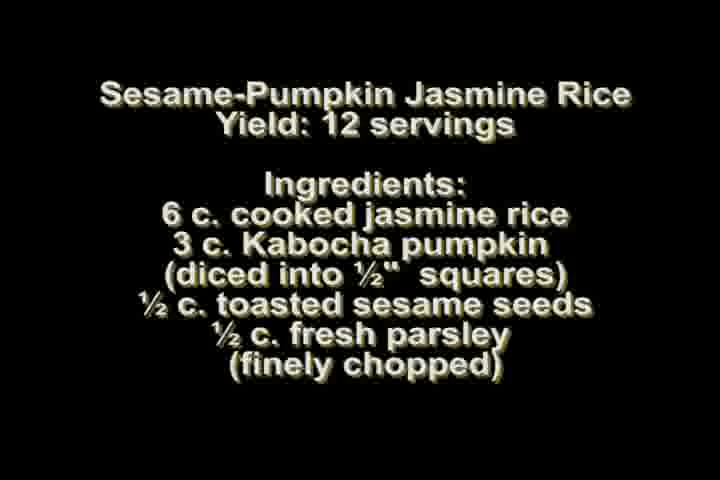 Sesame-Pumpkin Jasmine Rice
Yield: 12 servings
Ingredients:
6 c. cooked jasmine rice
3 c. Kabocha pumpkin
(diced into ½" squares)
½ c. toasted sesame seeds
½ c. fresh parsley
(finely chopped)